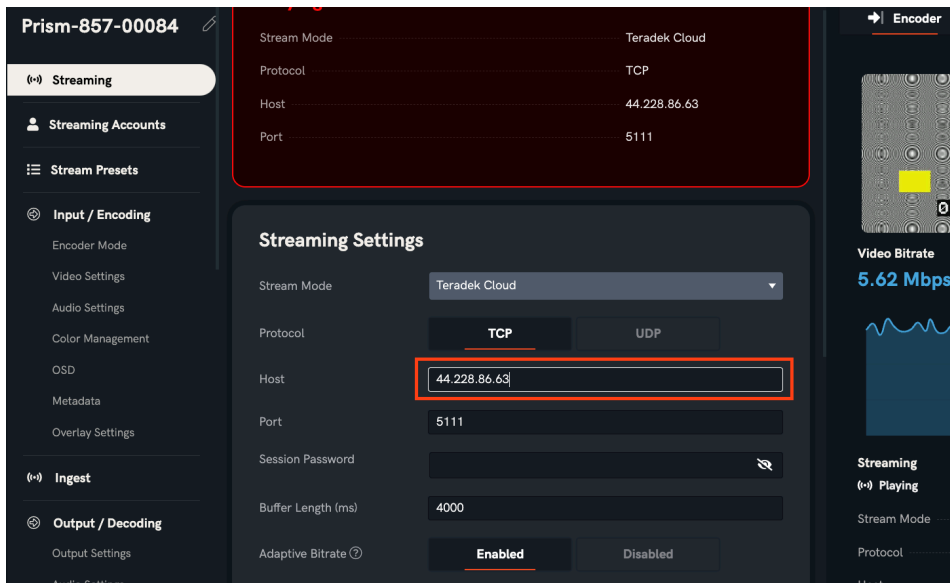 Prism-857-00084
Streaming
Streaming Accounts
Stream Presets
Input / Encoding
Encoder Mode
Video Settings
Audio Settings
Color Management
OSD
Metadata
Overlay Settings
Ingest
Output / Decoding
Output Settings
Stream Mode Teradek Cloud
Protocol TCP
Host 44.228.86.63
Port 5111
Streaming Settings
Stream Mode Teradek Cloud
Protocol TCP UDP
Host 44.228.86.63
Port 5111
Session Password
Buffer Length (ms) 4000
Adaptive Bitrate ? Enabled Disabled
Encoder
0
Video Bitrate
5.62 Mbps
Streaming
Playing
Stream Mode
Protocol